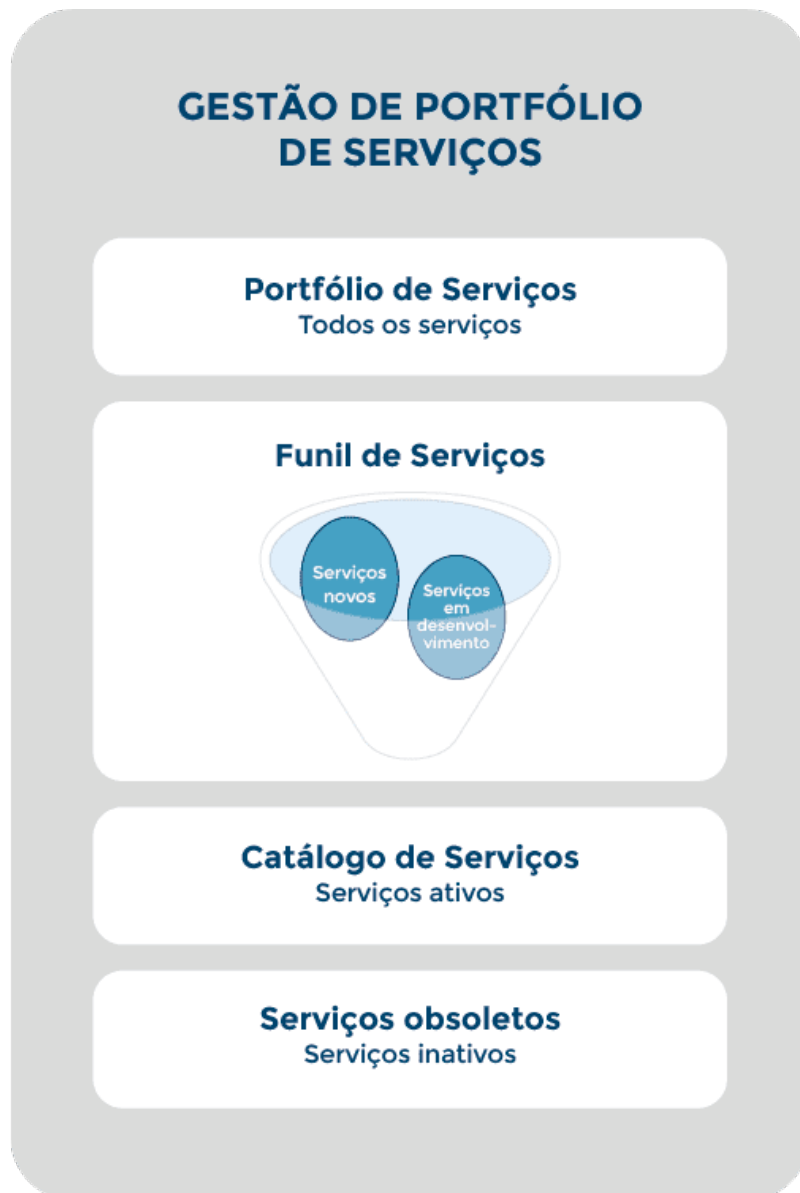 GESTÃO DE PORTFÓLIO
DE SERVIÇOS
Portfólio de Serviços
Todos os serviços
Funil de Serviços
Serviços
novos
Serviços
em
desenvol-
vimento
Catálogo de Serviços
Serviços ativos
Serviços obsoletos
Serviços inativos